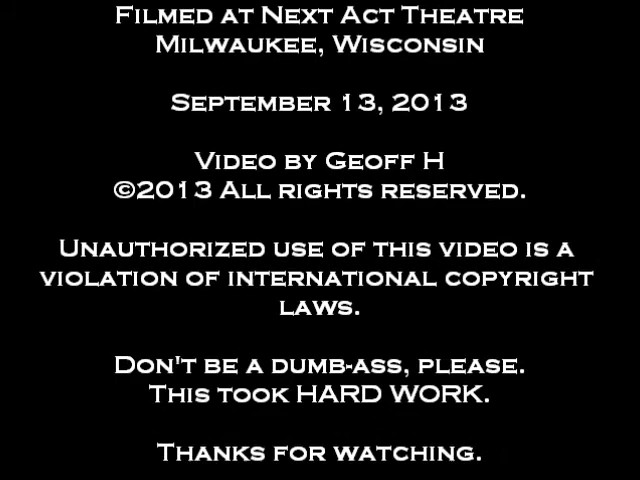 Filmed at Next Act Theatre
Milwaukee, Wisconsin
September 13, 2013
Video by Geoff H
©2013 All rights reserved.
Unauthorized use of this video is a
violation of international copyright
laws.
Don't be a dumb-ass, please.
This took HARD WORK.
Thanks for watching.